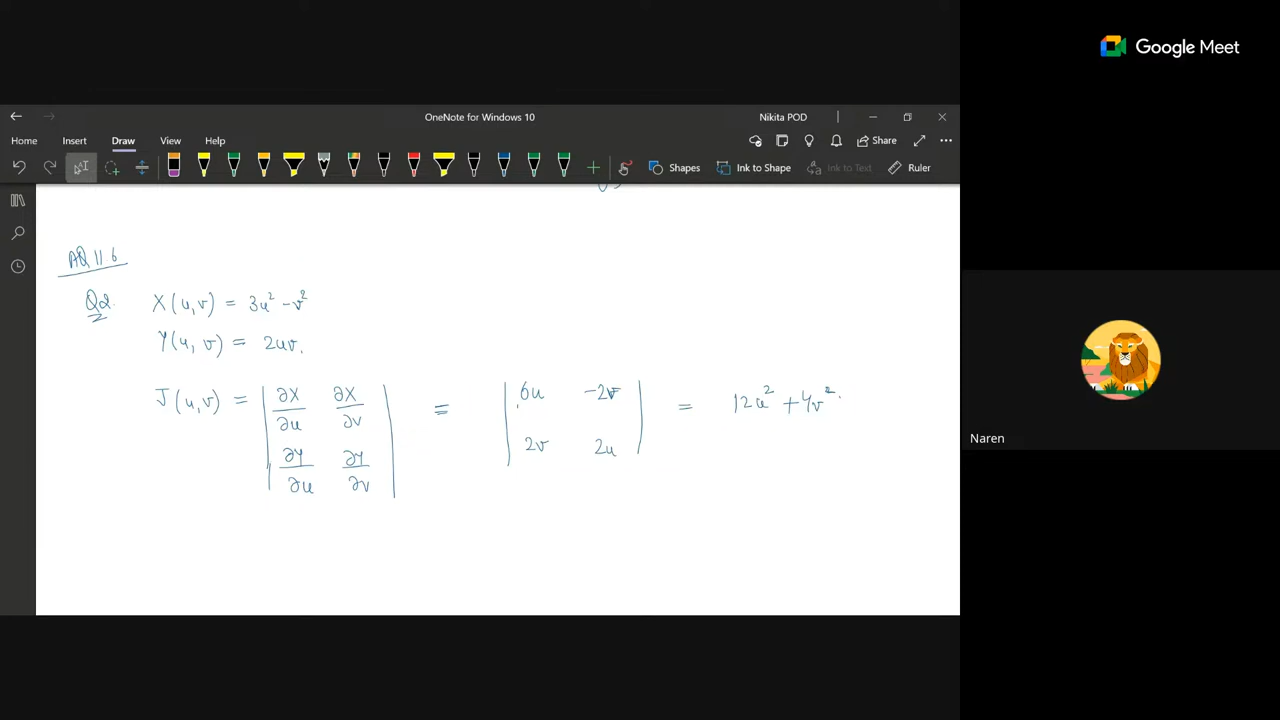 Google Meet
OneNote for Windows 10
Nikita POD
Home Insert Draw View Help
Share
Shapes Ink to Shape Ink to Text Ruler
AQ 11.6
Q2. X(u,v) = 3u² - v²
Y(u,v) = 2uv.
J(u,v) = | ∂X/∂u ∂X/∂v | = | 6u -2v | = 12u² + 4v².
| ∂Y/∂u ∂Y/∂v | | 2v 2u |
Naren